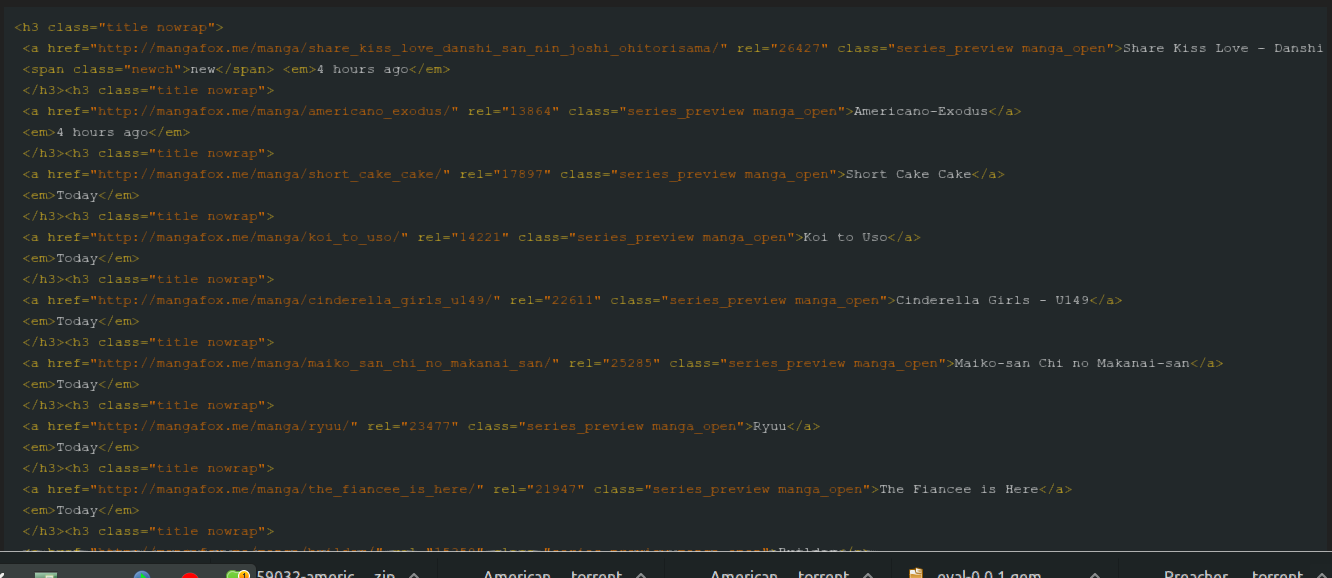 <h3 class="title nowrap">
<a href="http://mangafox.me/manga/share_kiss_love_danshi_san_nin_joshi_ohitorisama/" rel="26427" class="series_preview manga_open">Share Kiss Love - Danshi
<span class="newch">new</span> <em>4 hours ago</em>
</h3><h3 class="title nowrap">
<a href="http://mangafox.me/manga/americano_exodus/" rel="13864" class="series_preview manga_open">Americano-Exodus</a>
<em>4 hours ago</em>
</h3><h3 class="title nowrap">
<a href="http://mangafox.me/manga/short_cake_cake/" rel="17897" class="series_preview manga_open">Short Cake Cake</a>
<em>Today</em>
</h3><h3 class="title nowrap">
<a href="http://mangafox.me/manga/koi_to_uso/" rel="14221" class="series_preview manga_open">Koi to Uso</a>
<em>Today</em>
</h3><h3 class="title nowrap">
<a href="http://mangafox.me/manga/cinderella_girls_u149/" rel="22611" class="series_preview manga_open">Cinderella Girls - U149</a>
<em>Today</em>
</h3><h3 class="title nowrap">
<a href="http://mangafox.me/manga/maiko_san_chi_no_makanai_san/" rel="25285" class="series_preview manga_open">Maiko-san Chi no Makanai-san</a>
<em>Today</em>
</h3><h3 class="title nowrap">
<a href="http://mangafox.me/manga/ryuu/" rel="23477" class="series_preview manga_open">Ryuu</a>
<em>Today</em>
</h3><h3 class="title nowrap">
<a href="http://mangafox.me/manga/the_fiancee_is_here/" rel="21947" class="series_preview manga_open">The Fiancee is Here</a>
<em>Today</em>
</h3><h3 class="title nowrap">
59032-americ....zip American....torrent American....torrent eval-0.0.1.gem Preacher....torrent